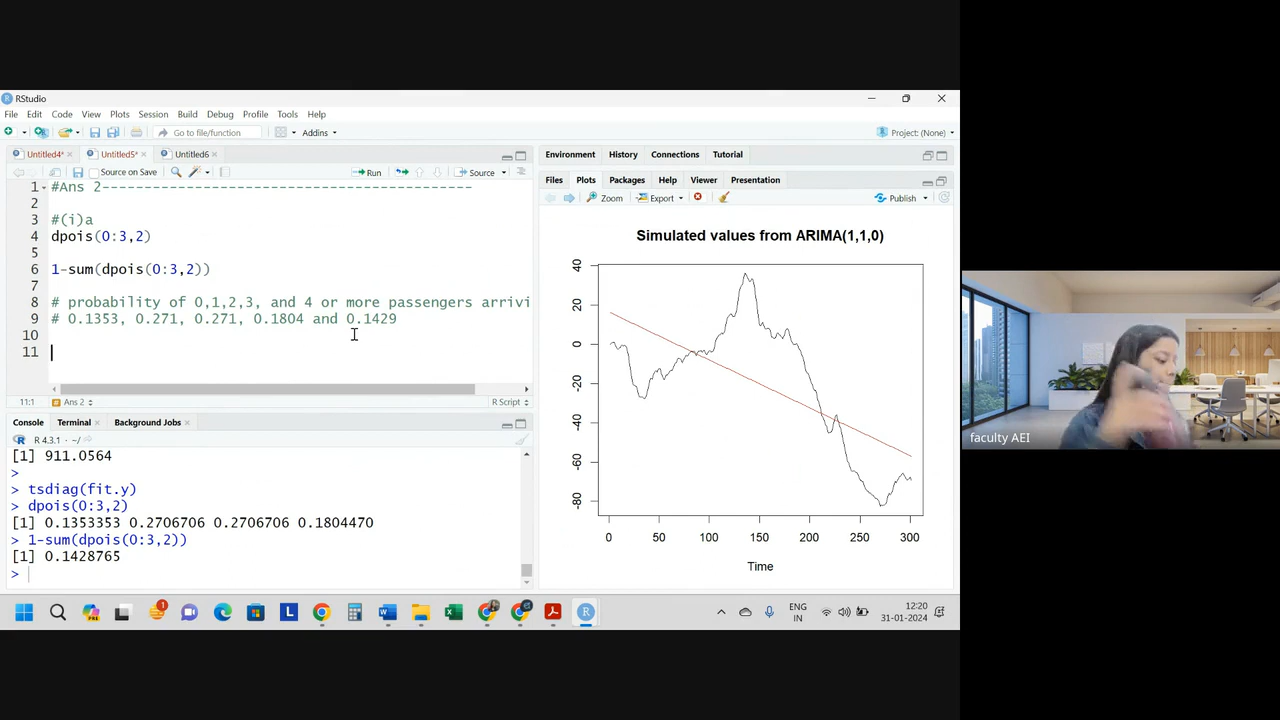 RStudio
File Edit Code View Plots Session Build Debug Profile Tools Help
Go to file/function Addins Project: (None)
Untitled4* Untitled5* Untitled6
Source on Save Run Source
1 #Ans 2--------------------------------------------
2
3 #(i)a
4 dpois(0:3,2)
5
6 1-sum(dpois(0:3,2))
7
8 # probability of 0,1,2,3, and 4 or more passengers arrivi
9 # 0.1353, 0.271, 0.271, 0.1804 and 0.1429
10
11
11:1 # Ans 2 R Script
Console Terminal Background Jobs
R 4.3.1 · ~/
[1] 911.0564
>
> tsdiag(fit.y)
> dpois(0:3,2)
[1] 0.1353353 0.2706706 0.2706706 0.1804470
> 1-sum(dpois(0:3,2))
[1] 0.1428765
>
Environment History Connections Tutorial
Files Plots Packages Help Viewer Presentation
Zoom Export Publish
Simulated values from ARIMA(1,1,0)
40
20
0
-20
-40
-60
-80
0 50 100 150 200 250 300
Time
faculty AEI
1
PRE
L
ENG
IN
12:20
31-01-2024